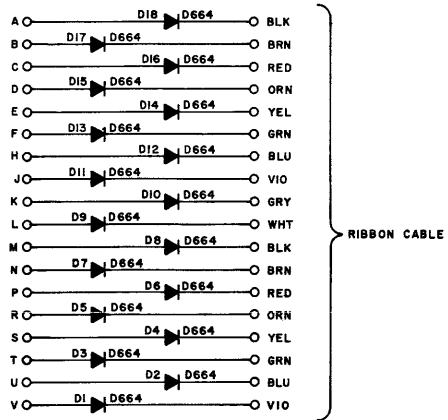 A D18 D664 BLK
B D17 D664 BRN
C D16 D664 RED
D D15 D664 ORN
E D14 D664 YEL
F D13 D664 GRN
H D12 D664 BLU
J D11 D664 VIO
K D10 D664 GRY
L D9 D664 WHT
RIBBON CABLE
M D8 D664 BLK
N D7 D664 BRN
P D6 D664 RED
R D5 D664 ORN
S D4 D664 YEL
T D3 D664 GRN
U D2 D664 BLU
V D1 D664 VIO